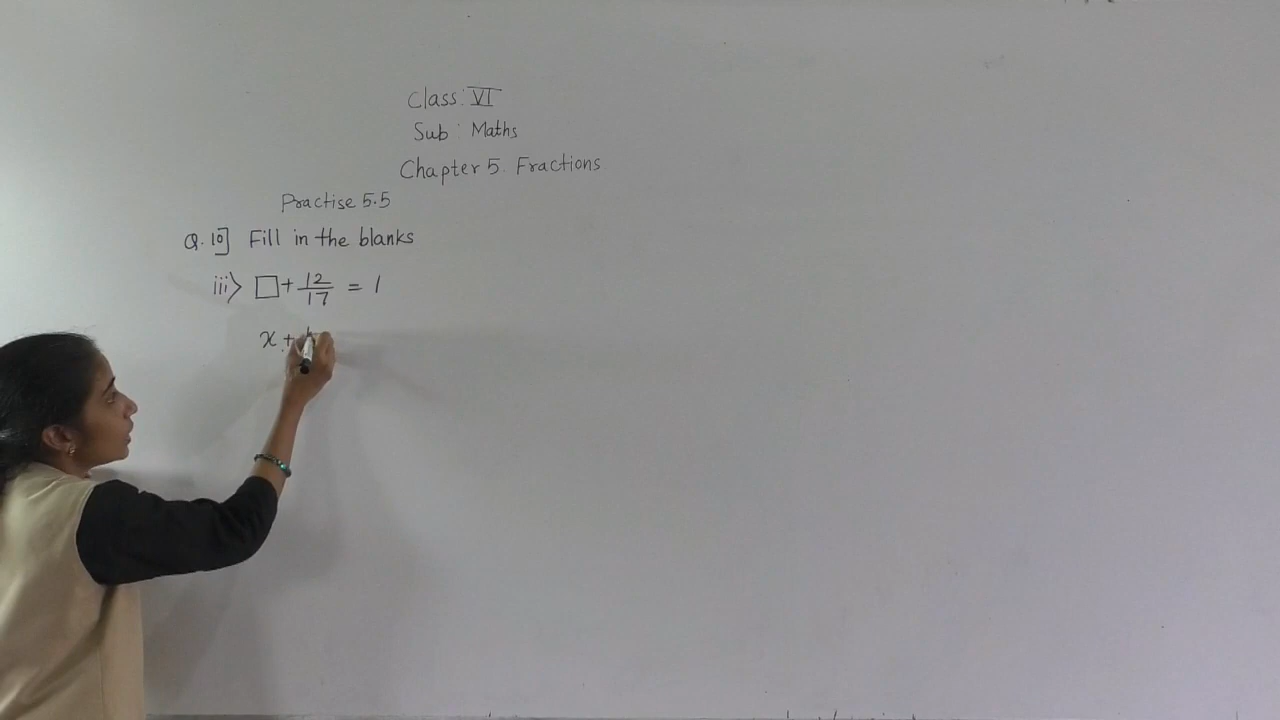 Class: VI
Sub : Maths
Chapter 5. Fractions
Practise 5.5
Q.10] Fill in the blanks
iii> □ + 12/17 = 1
x +